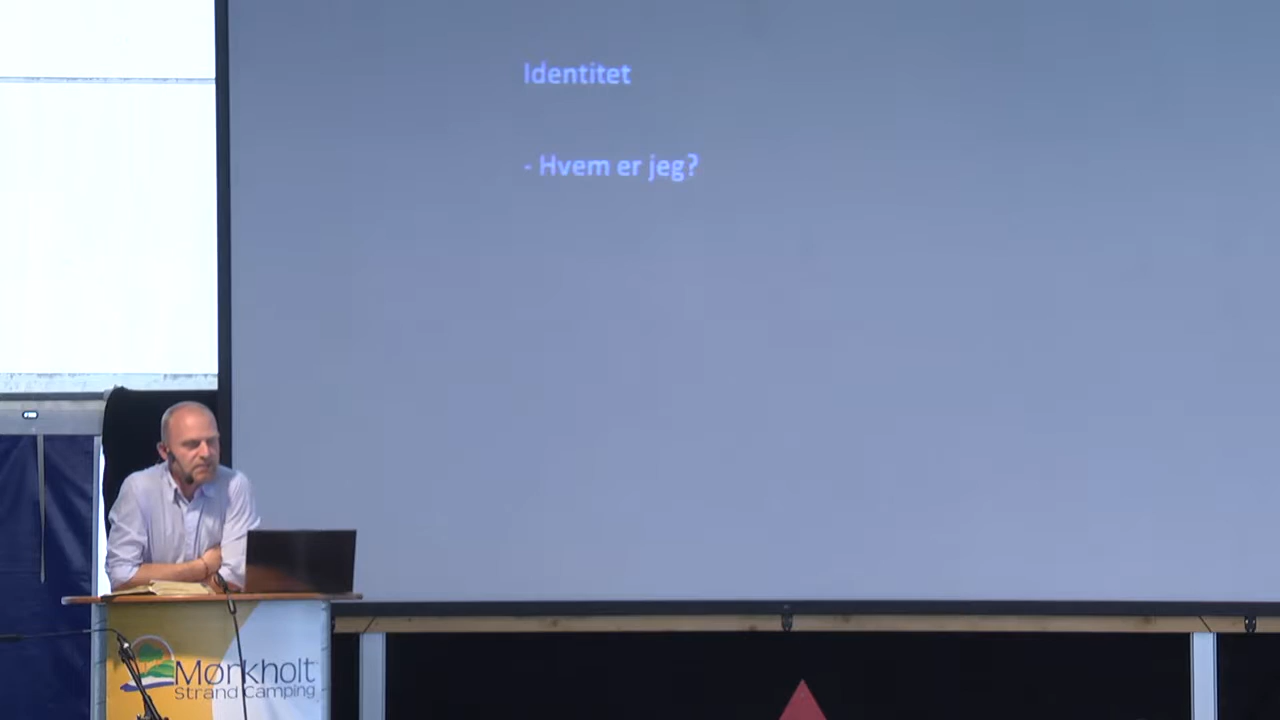 Identitet
- Hvem er jeg?
Mørkholt
Strand Camping